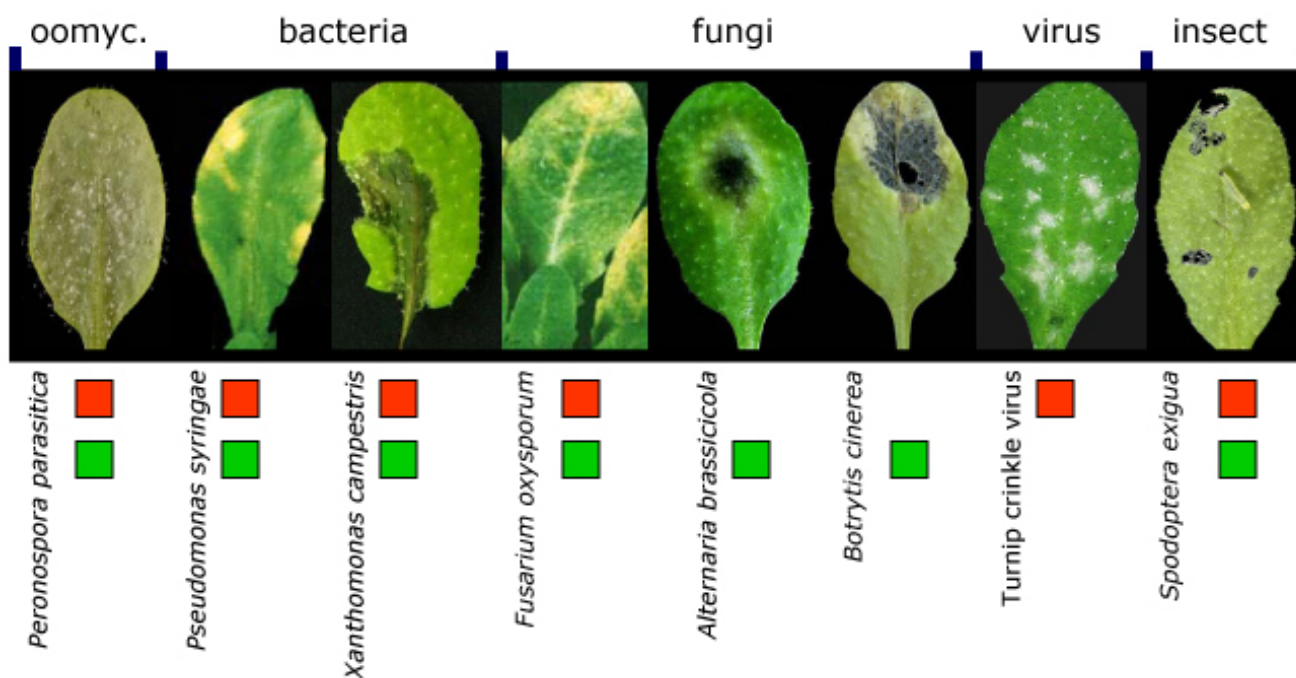 oomyc.
bacteria
fungi
virus
insect
Peronospora parasitica
Pseudomonas syringae
Xanthomonas campestris
Fusarium oxysporum
Alternaria brassicicola
Botrytis cinerea
Turnip crinkle virus
Spodoptera exigua